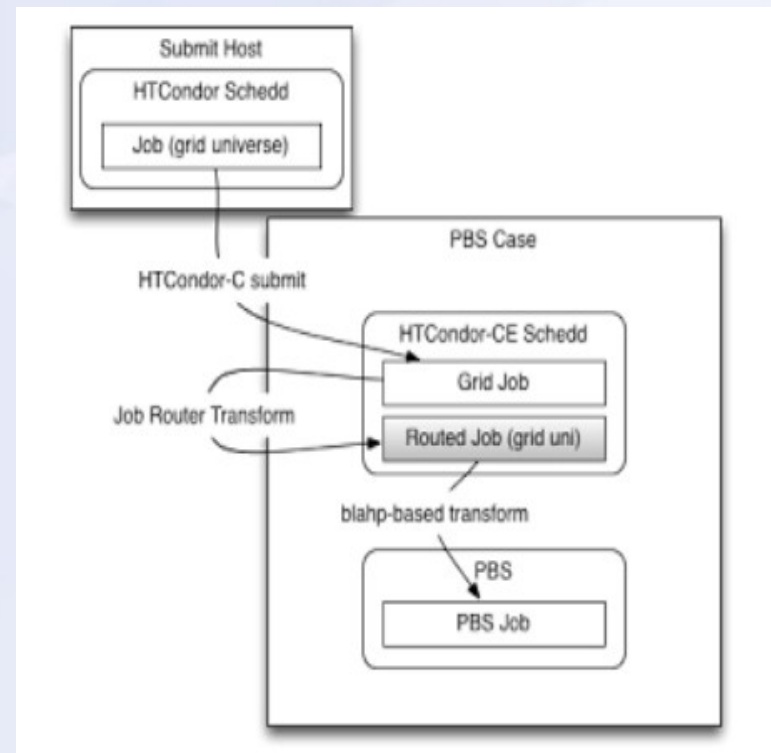 Submit Host
HTCondor Schedd
Job (grid universe)
PBS Case
HTCondor-C submit
HTCondor-CE Schedd
Grid Job
Job Router Transform
Routed Job (grid uni)
blahp-based transform
PBS
PBS Job